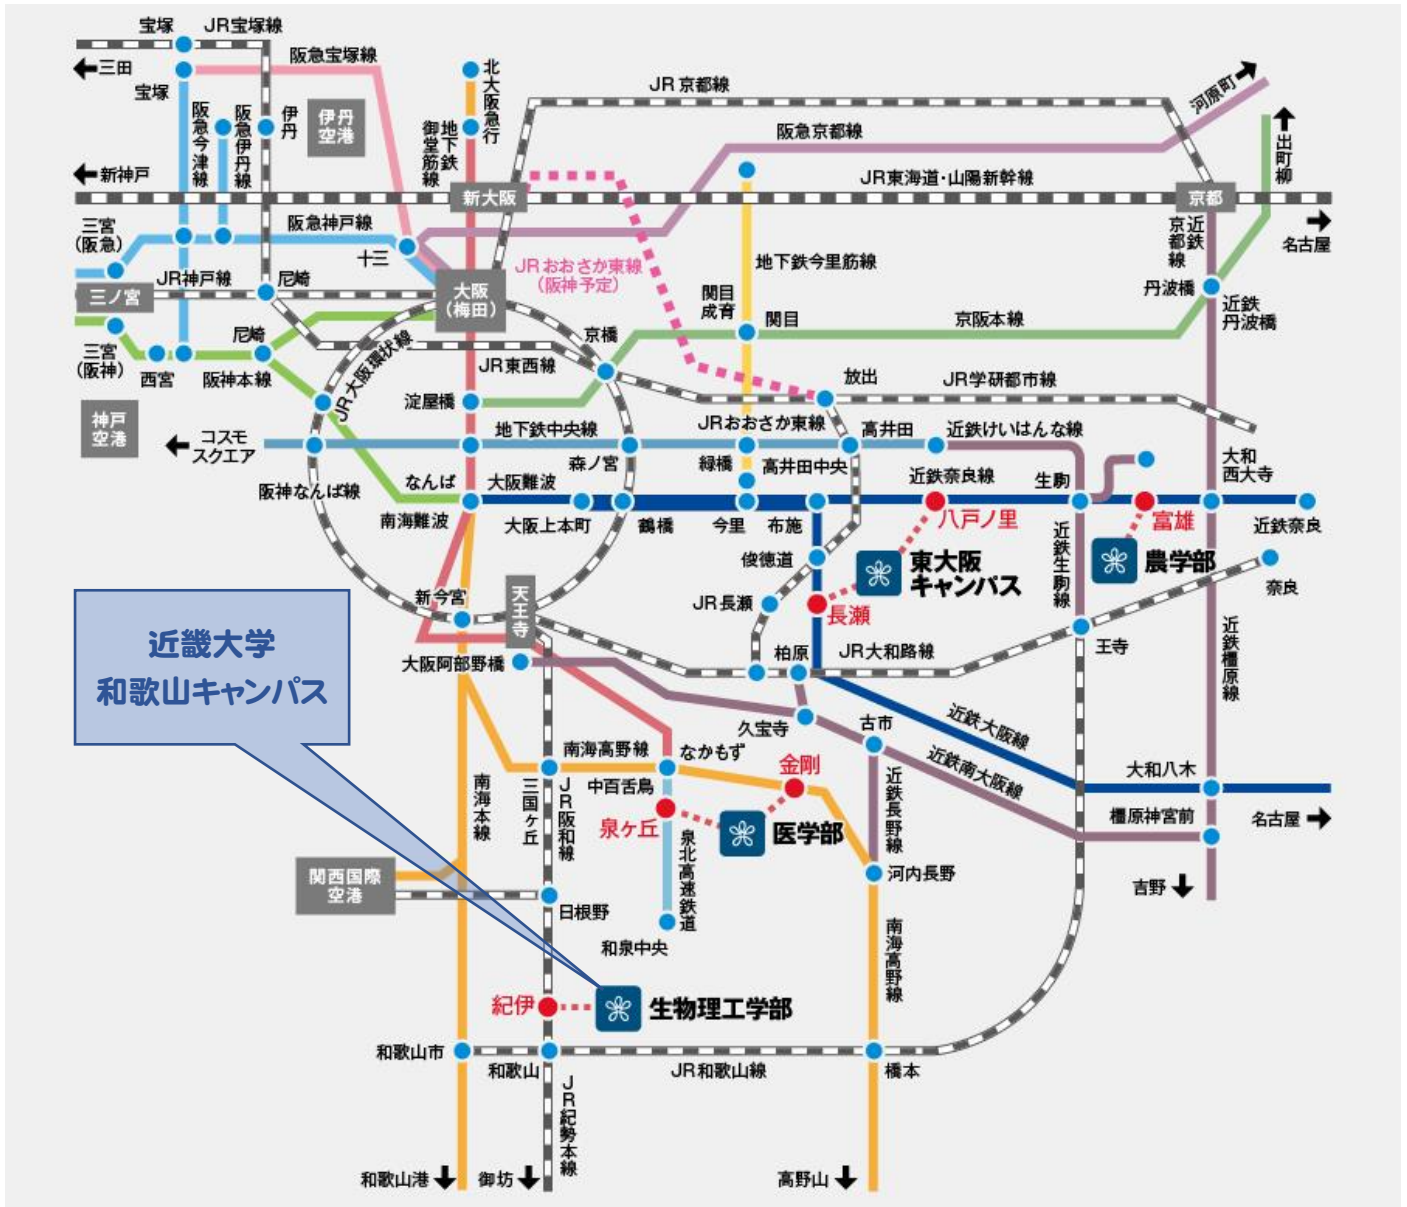 宝塚
JR宝塚線
三田
宝塚
阪急宝塚線
阪急今津線
阪急伊丹線
伊丹
伊丹
空港
地下鉄
御堂筋線
北大阪急行
JR京都線
阪急京都線
河原町
出町柳
新神戸
新大阪
JR東海道・山陽新幹線
京都
名古屋
三宮
(阪急)
阪急神戸線
十三
近鉄
京都線
JR神戸線
尼崎
三ノ宮
大阪
(梅田)
JRおおさか東線
(阪神予定)
地下鉄今里筋線
関目
成育
関目
京阪本線
丹波橋
近鉄
丹波橋
三宮
(阪神)
西宮
阪神本線
尼崎
JR大阪環状線
JR東西線
京橋
放出
JR学研都市線
神戸
空港
淀屋橋
コスモ
スクエア
地下鉄中央線
JRおおさか東線
高井田
近鉄けいはんな線
森ノ宮
緑橋
高井田中央
大和
西大寺
阪神なんば線
なんば
大阪難波
近鉄奈良線
生駒
南海難波
大阪上本町
鶴橋
今里
布施
八戸ノ里
富雄
近鉄奈良
俊徳道
東大阪
キャンパス
近鉄生駒線
農学部
奈良
新今宮
天王寺
JR長瀬
長瀬
王寺
近鉄橿原線
近畿大学
和歌山キャンパス
大阪阿部野橋
柏原
JR大和路線
久宝寺
古市
近鉄大阪線
近鉄南大阪線
南海高野線
なかもず
金剛
大和八木
南海本線
三国ヶ丘
JR阪和線
中百舌鳥
泉ヶ丘
医学部
近鉄長野線
橿原神宮前
名古屋
泉北高速鉄道
関西国際
空港
日根野
河内長野
吉野
和泉中央
南海高野線
紀伊
生物理工学部
和歌山市
和歌山
JR和歌山線
橋本
JR紀勢本線
和歌山港
御坊
高野山